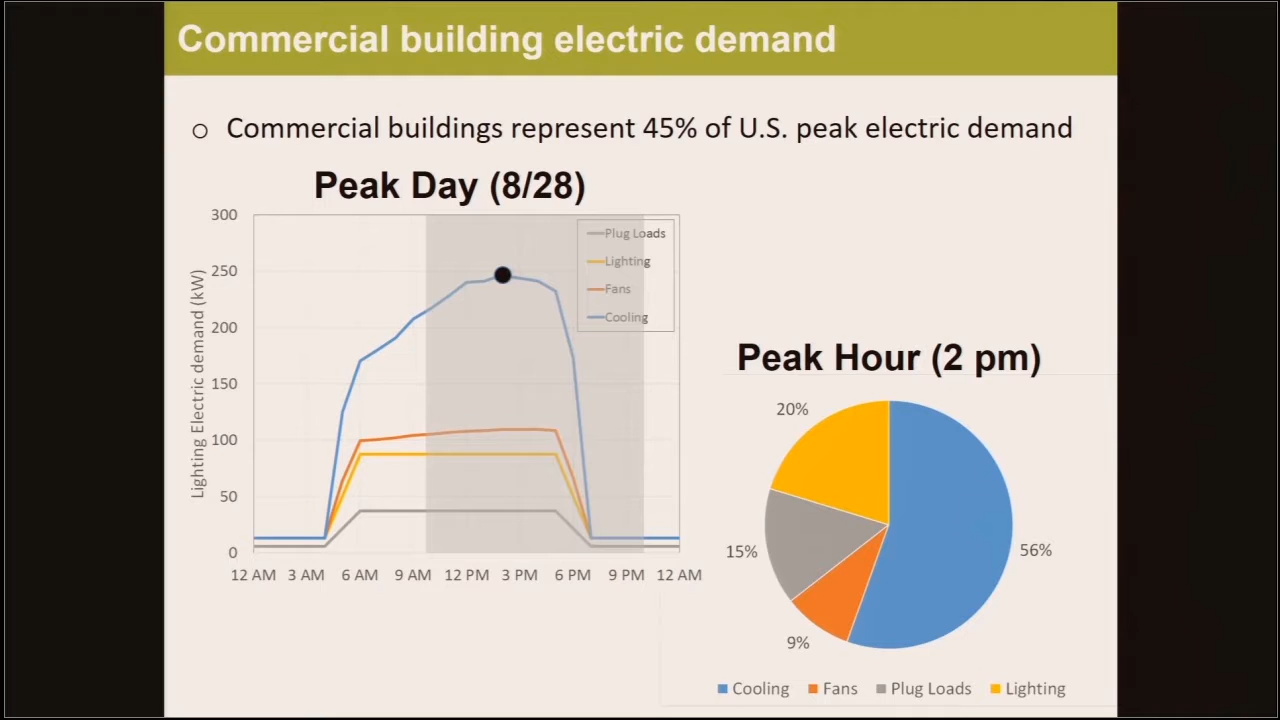 Commercial building electric demand
○ Commercial buildings represent 45% of U.S. peak electric demand
Peak Day (8/28)
300
250
200
150
100
50
0
Lighting Electric demand (kW)
Plug Loads
Lighting
Fans
Cooling
12 AM 3 AM 6 AM 9 AM 12 PM 3 PM 6 PM 9 PM 12 AM
Peak Hour (2 pm)
20%
15%
56%
9%
Cooling Fans Plug Loads Lighting